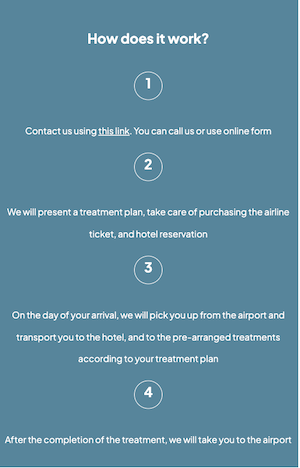 How does it work?
1
Contact us using this link. You can call us or use online form
2
We will present a treatment plan, take care of purchasing the airline
ticket, and hotel reservation
3
On the day of your arrival, we will pick you up from the airport and
transport you to the hotel, and to the pre-arranged treatments
according to your treatment plan
4
After the completion of the treatment, we will take you to the airport